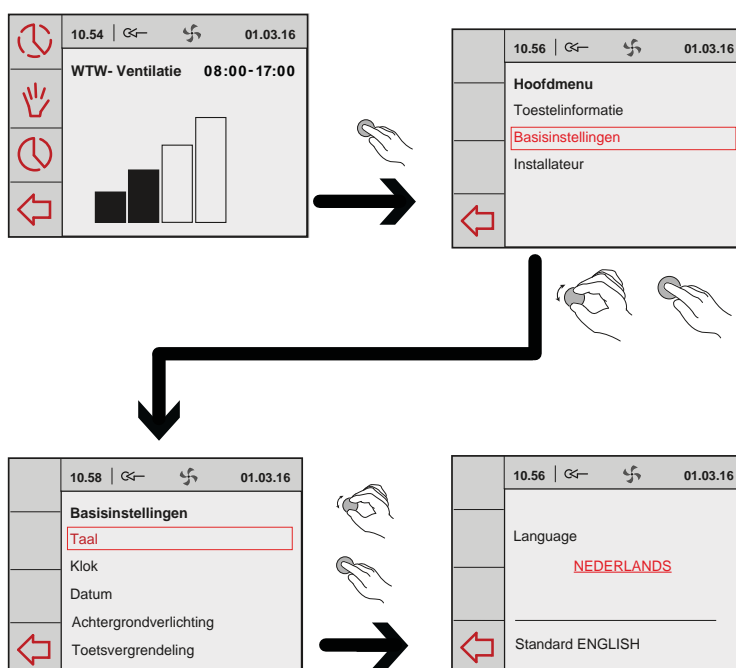 10.54 01.03.16
WTW- Ventilatie 08:00-17:00
10.56 01.03.16
Hoofdmenu
Toestelinformatie
Basisinstellingen
Installateur
10.58 01.03.16
Basisinstellingen
Taal
Klok
Datum
Achtergrondverlichting
Toetsvergrendeling
10.56 01.03.16
Language
NEDERLANDS
Standard ENGLISH